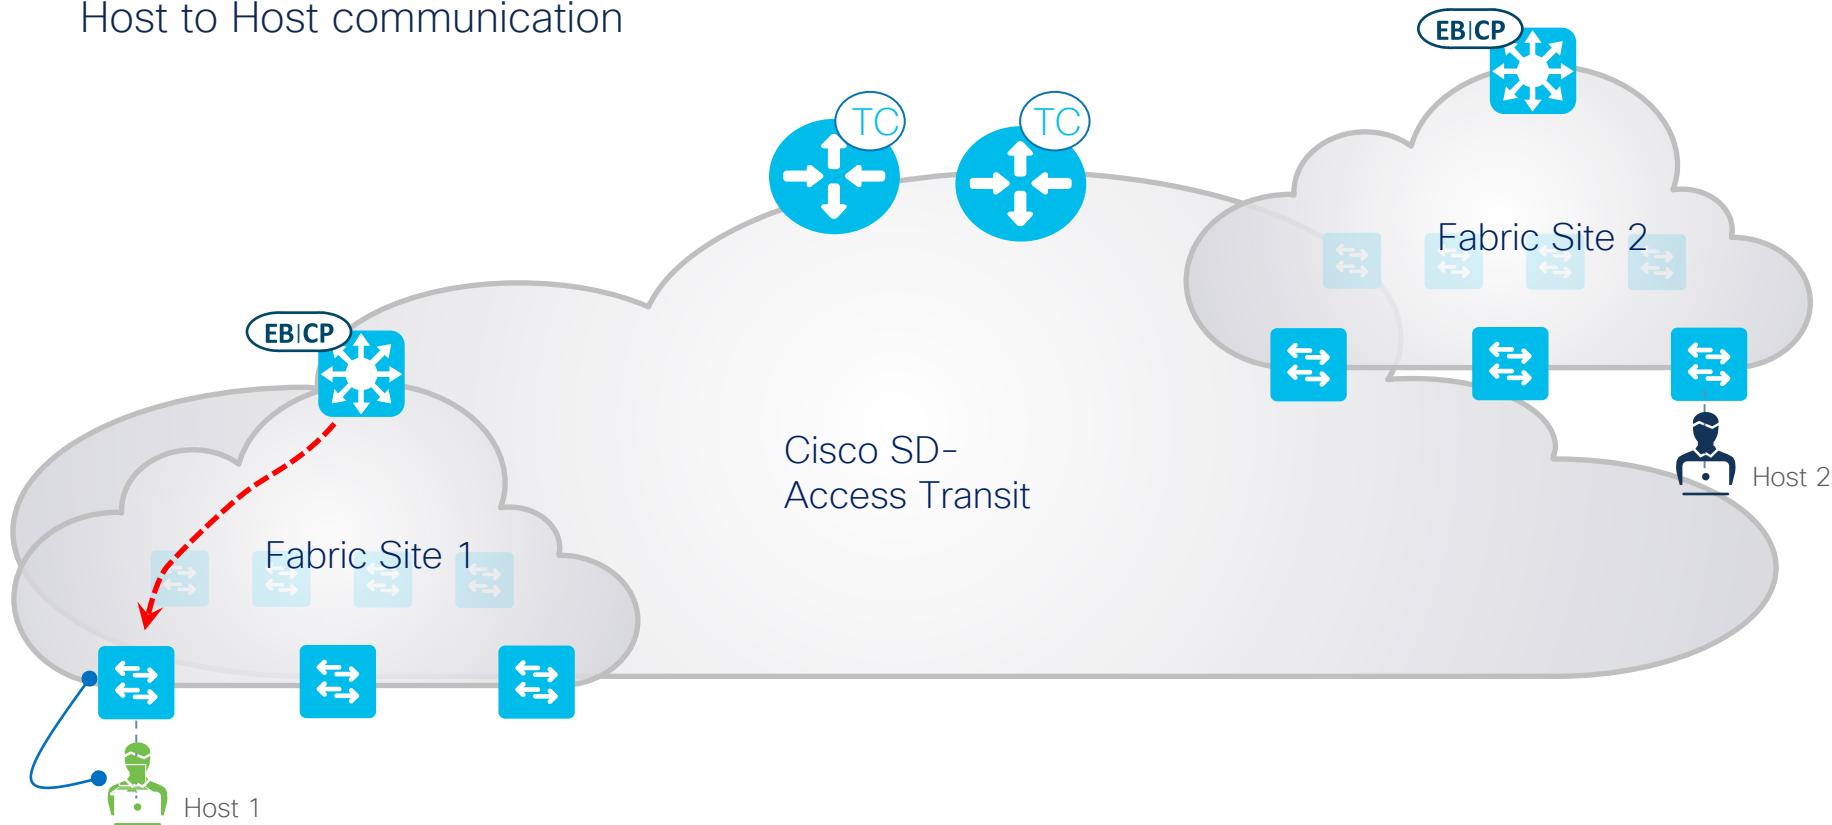 Host to Host communication
EB|CP
TC
TC
Fabric Site 2
EB|CP
Cisco SD-
Access Transit
Host 2
Fabric Site 1
Host 1